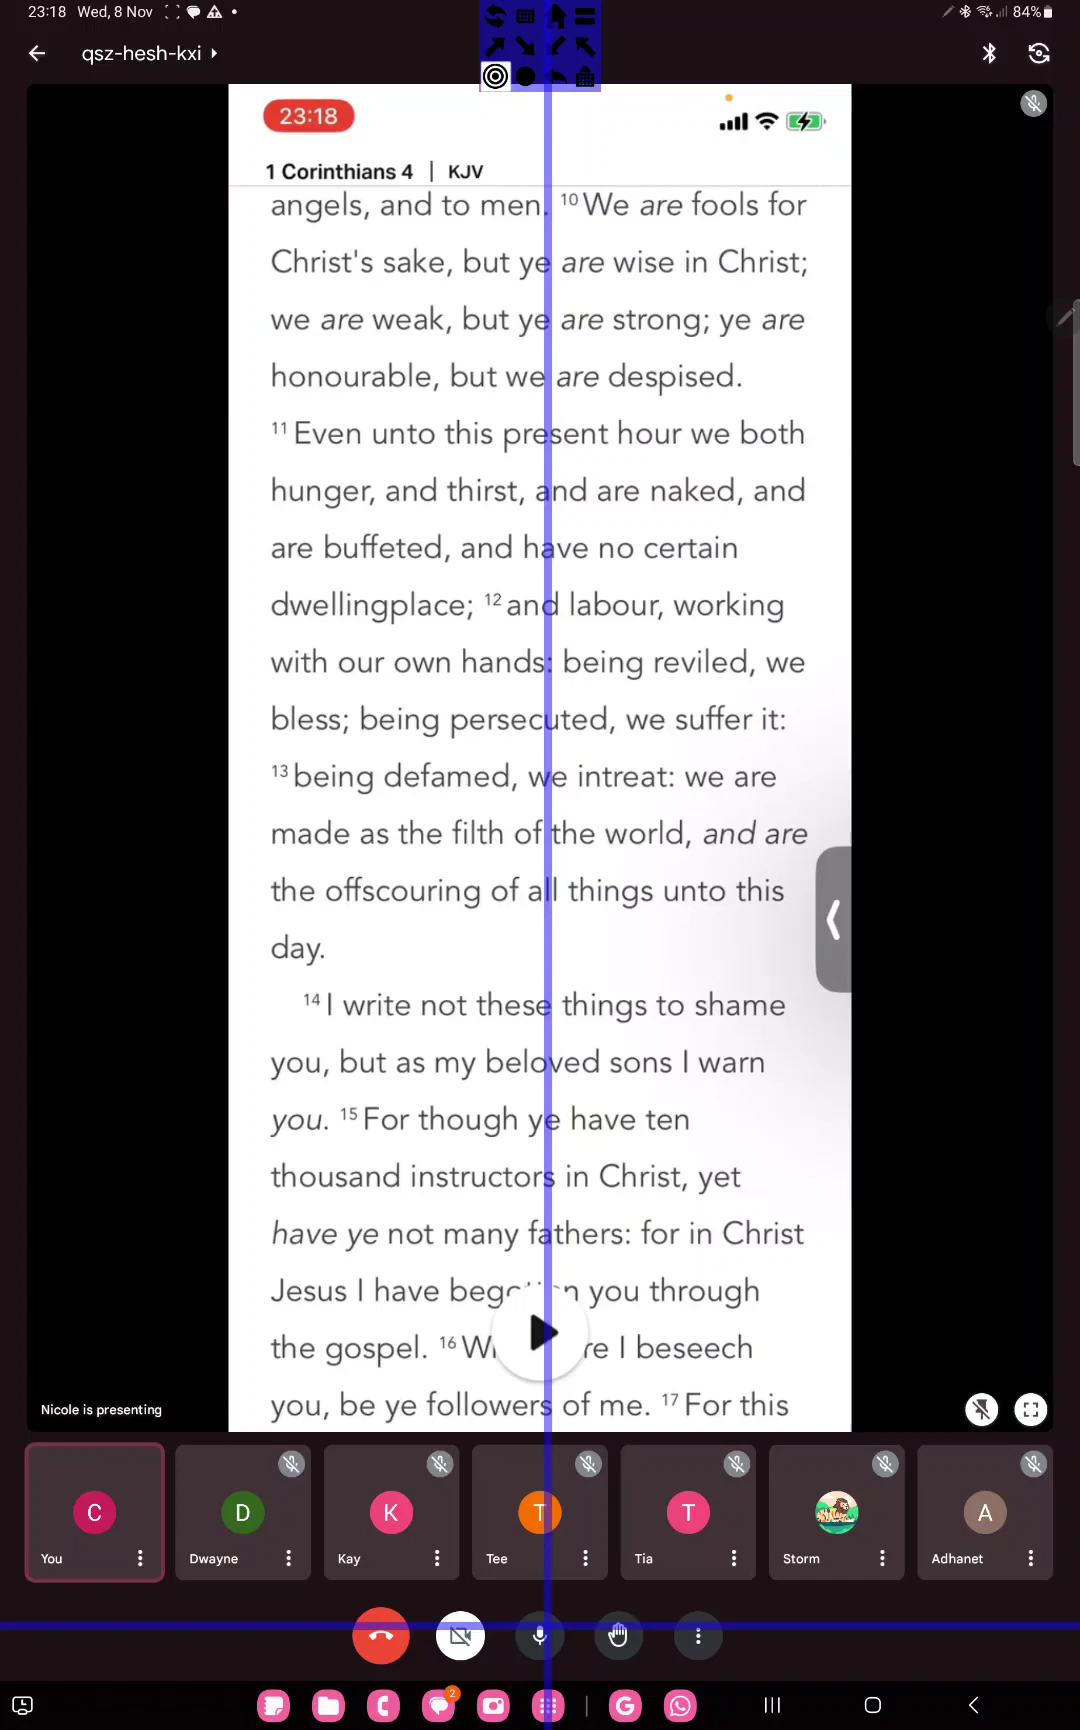 23:18 Wed, 8 Nov
84%
qsz-hesh-kxi
23:18
1 Corinthians 4 | KJV
angels, and to men. 10 We are fools for
Christ's sake, but ye are wise in Christ;
we are weak, but ye are strong; ye are
honourable, but we are despised.
11 Even unto this present hour we both
hunger, and thirst, and are naked, and
are buffeted, and have no certain
dwellingplace; 12 and labour, working
with our own hands: being reviled, we
bless; being persecuted, we suffer it:
13 being defamed, we intreat: we are
made as the filth of the world, and are
the offscouring of all things unto this
day.
14 I write not these things to shame
you, but as my beloved sons I warn
you. 15 For though ye have ten
thousand instructors in Christ, yet
have ye not many fathers: for in Christ
Jesus I have you through
the gospel. 16 I beseech
you, be ye followers of me. 17 For this
Nicole is presenting
C D K T T A
You Dwayne Kay Tee Tia Storm Adhanet
2
G